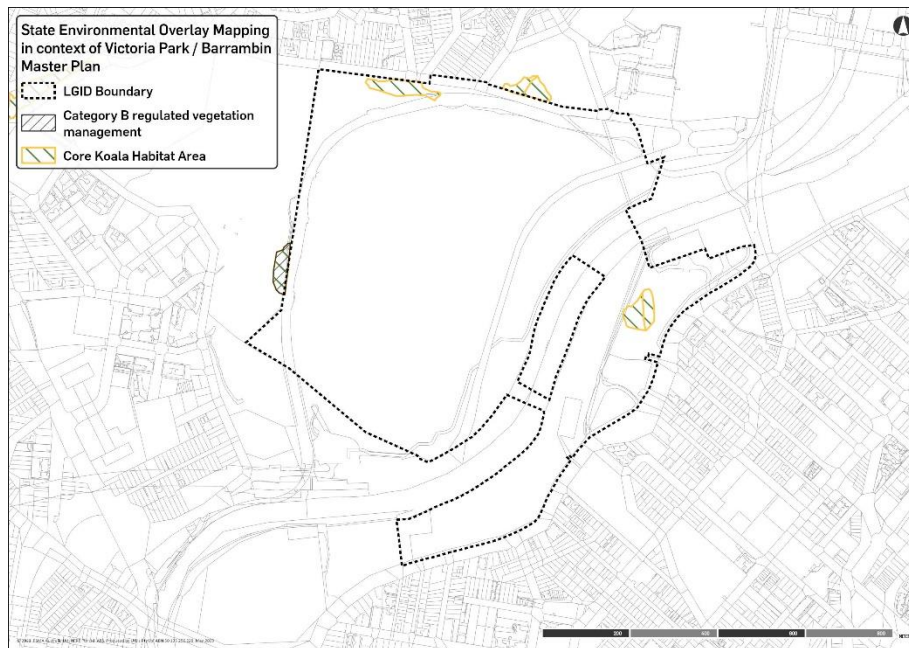 State Environmental Overlay Mapping
in context of Victoria Park / Barrambin
Master Plan
LGID Boundary
Category B regulated vegetation
management
Core Koala Habitat Area
200